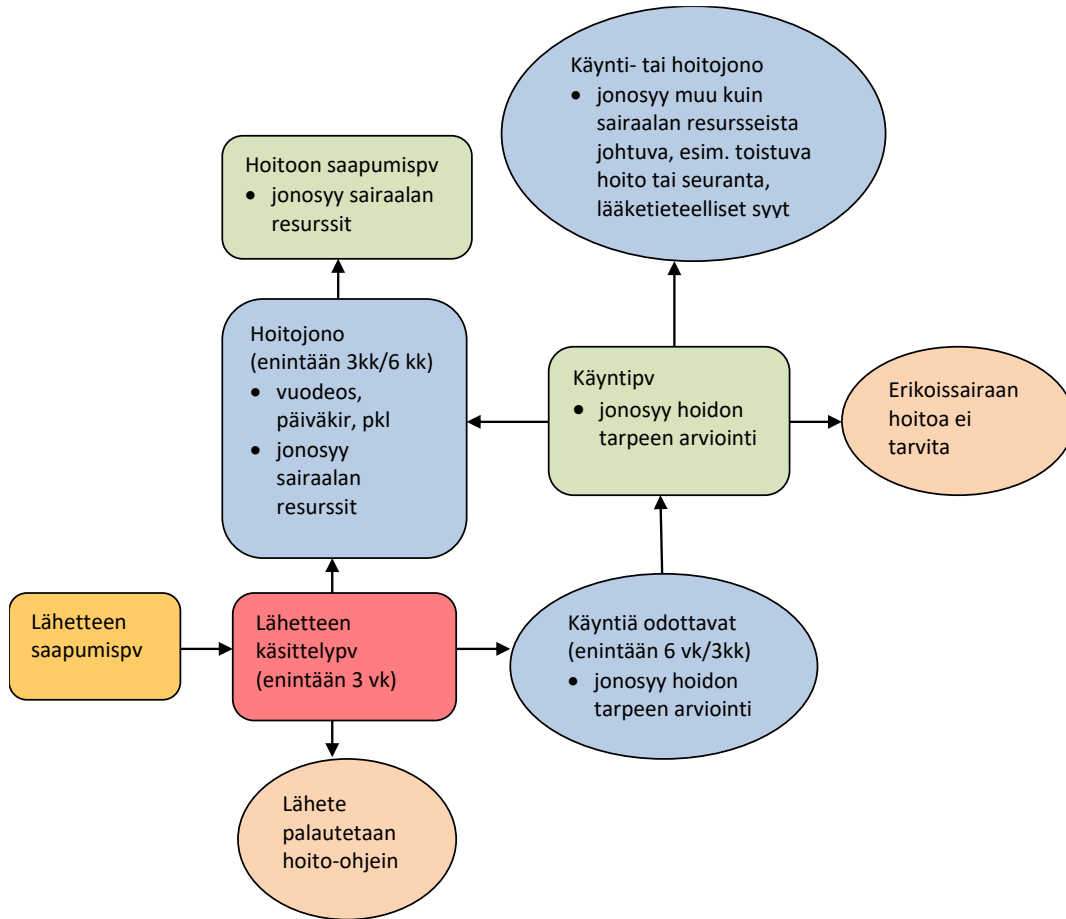 Käynti- tai hoitojono
• jonosyy muu kuin
sairaalan resursseista
johtuva, esim. toistuva
hoito tai seuranta,
lääketieteelliset syyt
Hoitoon saapumispv
• jonosyy sairaalan
resurssit
Hoitojono
(enintään 3kk/6 kk)
• vuodeos,
päiväkir, pkl
• jonosyy
sairaalan
resurssit
Käyntipv
• jonosyy hoidon
tarpeen arviointi
Erikoissairaan
hoitoa ei
tarvita
Lähetteen
saapumispv
Lähetteen
käsittelypv
(enintään 3 vk)
Käyntiä odottavat
(enintään 6 vk/3kk)
• jonosyy hoidon
tarpeen arviointi
Lähete
palautetaan
hoito-ohjein